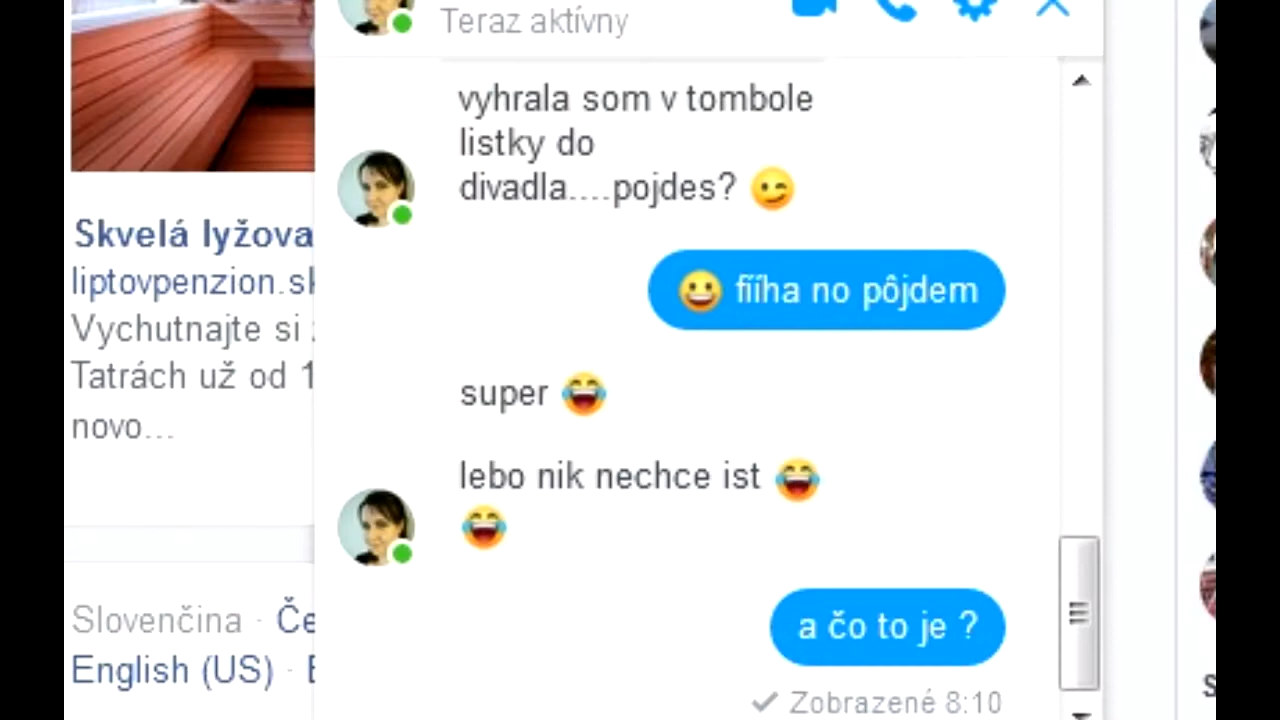 Teraz aktívny
vyhrala som v tombole
listky do
divadla....pojdes? 😉
😀 fííha no pôjdem
super 😂
lebo nik nechce ist 😂
😂
a čo to je ?
Zobrazené 8:10
Skvelá lyžova
liptovpenzion.sk
Vychutnajte si
Tatrách už od 1
novo...
Slovenčina · Če
English (US) ·